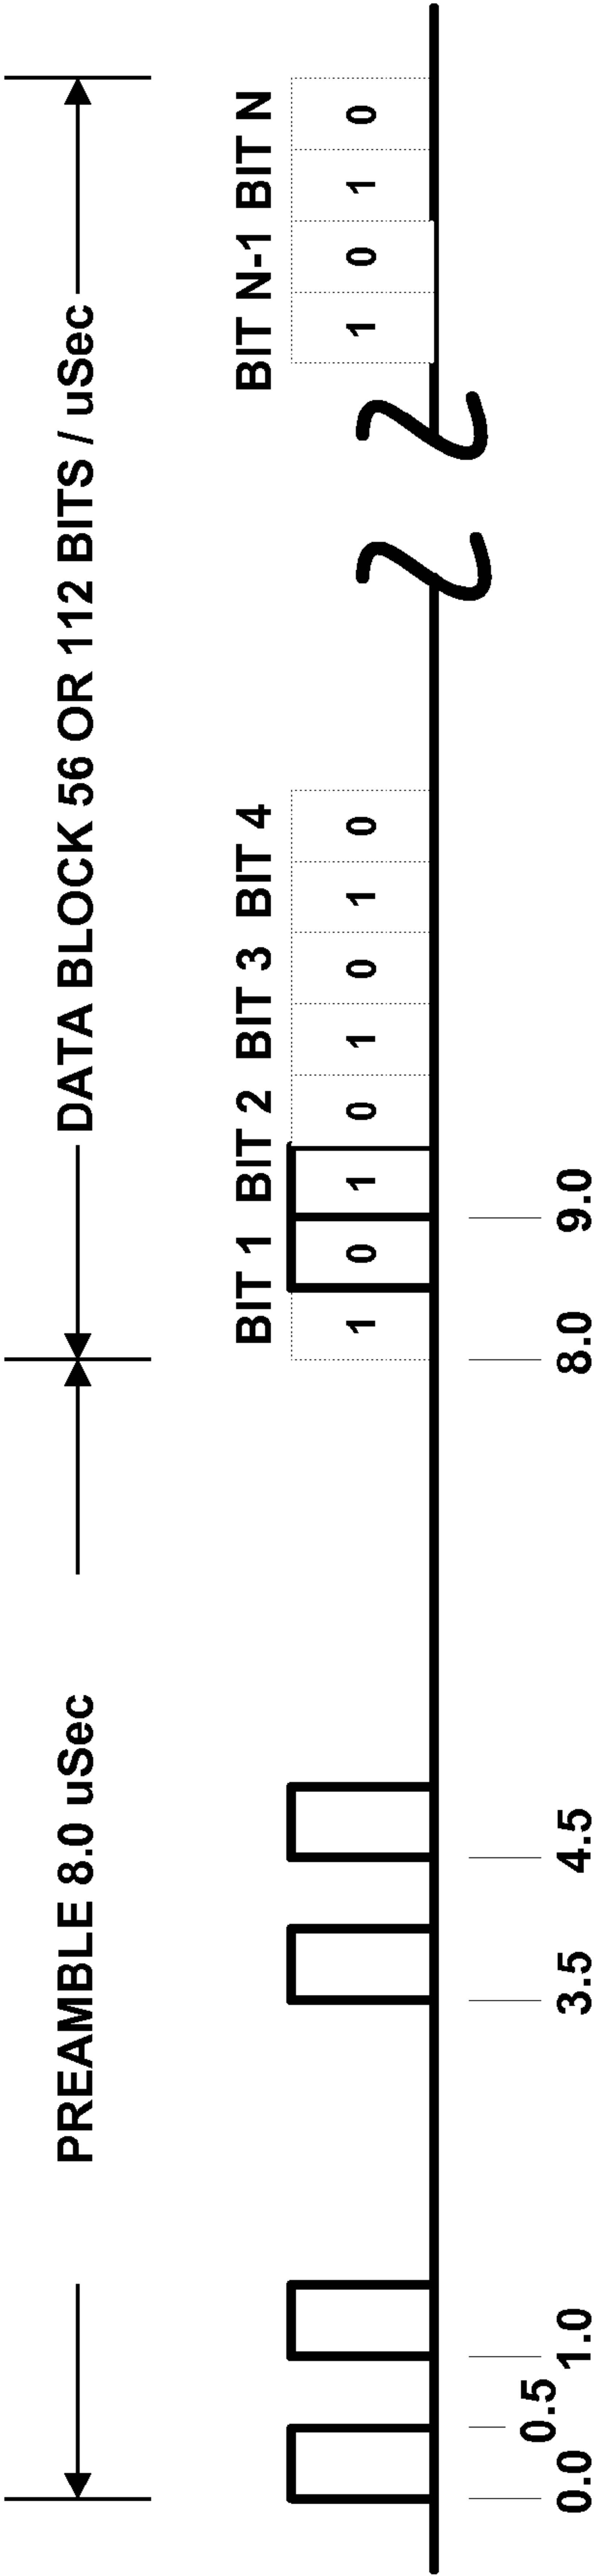 PREAMBLE 8.0 uSec DATA BLOCK 56 OR 112 BITS / uSec
BIT 1 BIT 2 BIT 3 BIT 4 BIT N-1 BIT N
1 0 1 0 1 0 1 0 1 0 1 0
0.5
0.0 1.0 3.5 4.5 8.0 9.0